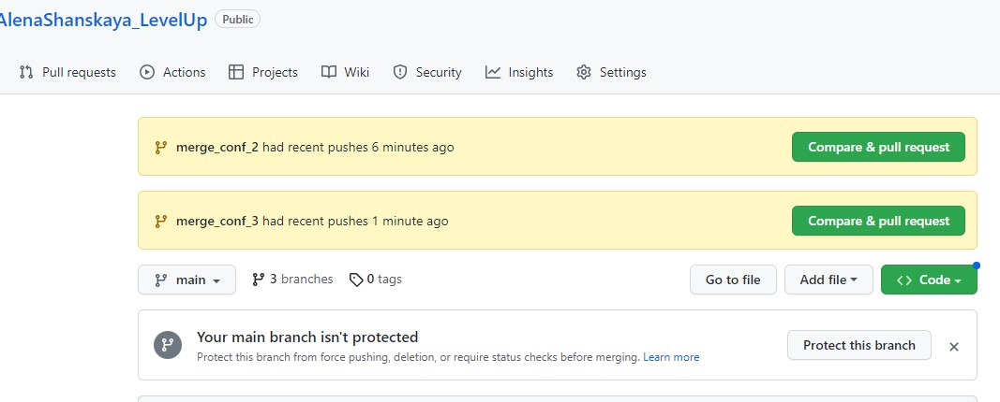 AlenaShanskaya_LevelUp Public
Pull requests Actions Projects Wiki Security Insights Settings
merge_conf_2 had recent pushes 6 minutes ago Compare & pull request
merge_conf_3 had recent pushes 1 minute ago Compare & pull request
main 3 branches 0 tags Go to file Add file Code
Your main branch isn't protected
Protect this branch from force pushing, deletion, or require status checks before merging. Learn more Protect this branch